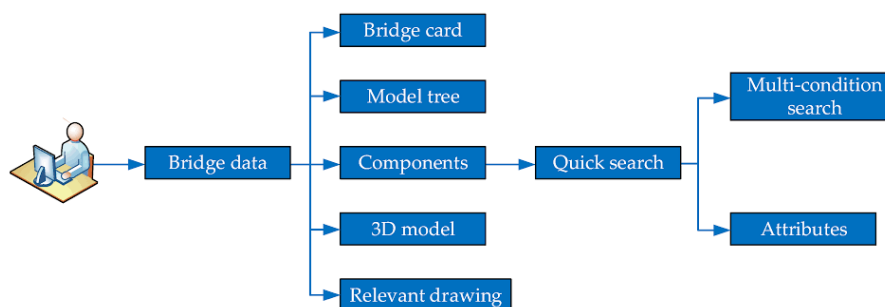 Bridge card
Model tree
Bridge data
Components
Quick search
Multi-condition
search
3D model
Attributes
Relevant drawing